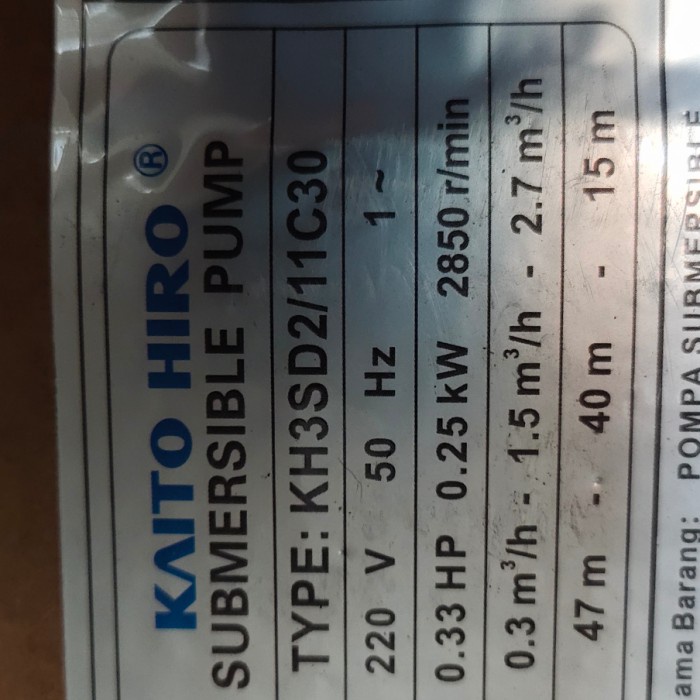 KAITO HIRO ®
SUBMERSIBLE PUMP
TYPE: KH3SD2/11C30
220 V 50 Hz 1 ~
0.33 HP 0.25 kW 2850 r/min
0.3 m³/h - 1.5 m³/h - 2.7 m³/h
47 m - 40 m - 15 m
ama Barang: POMPA SUBMERSIBLE